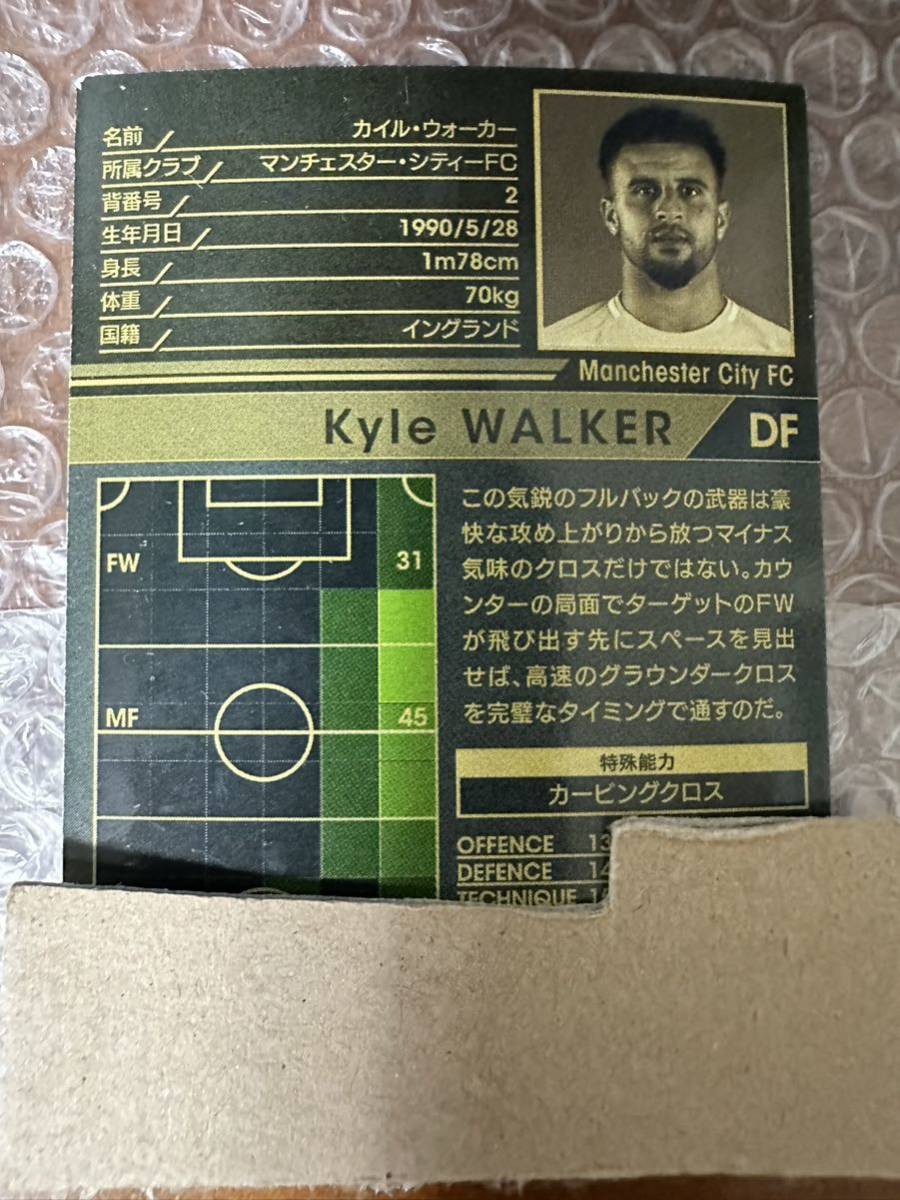 名前 カイル・ウォーカー
所属クラブ マンチェスター・シティーFC
背番号 2
生年月日 1990/5/28
身長 1m78cm
体重 70kg
国籍 イングランド
Manchester City FC
Kyle WALKER DF
FW 31
MF 45
この気鋭のフルバックの武器は豪
快な攻め上がりから放つマイナス
気味のクロスだけではない。カウ
ンターの局面でターゲットのFW
が飛び出す先にスペースを見出
せば、高速のグラウンダークロス
を完璧なタイミングで通すのだ。
特殊能力
カービングクロス
OFFENCE 13
DEFENCE
TECHNIQUE